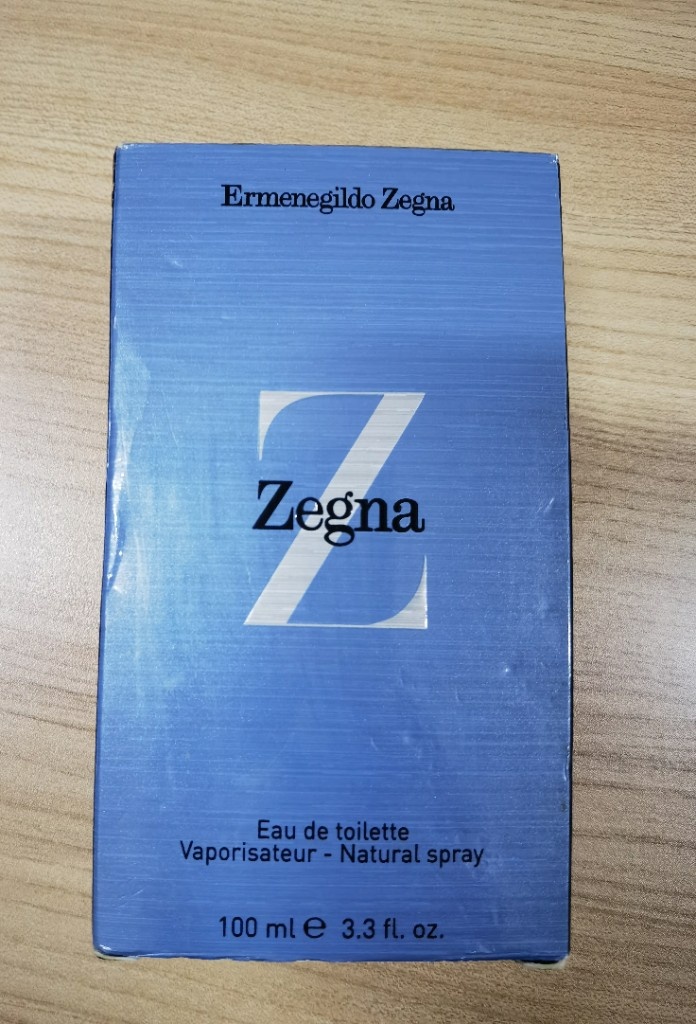 Ermenegildo Zegna
Z
Zegna
Eau de toilette
Vaporisateur - Natural spray
100 ml e 3.3 fl. oz.